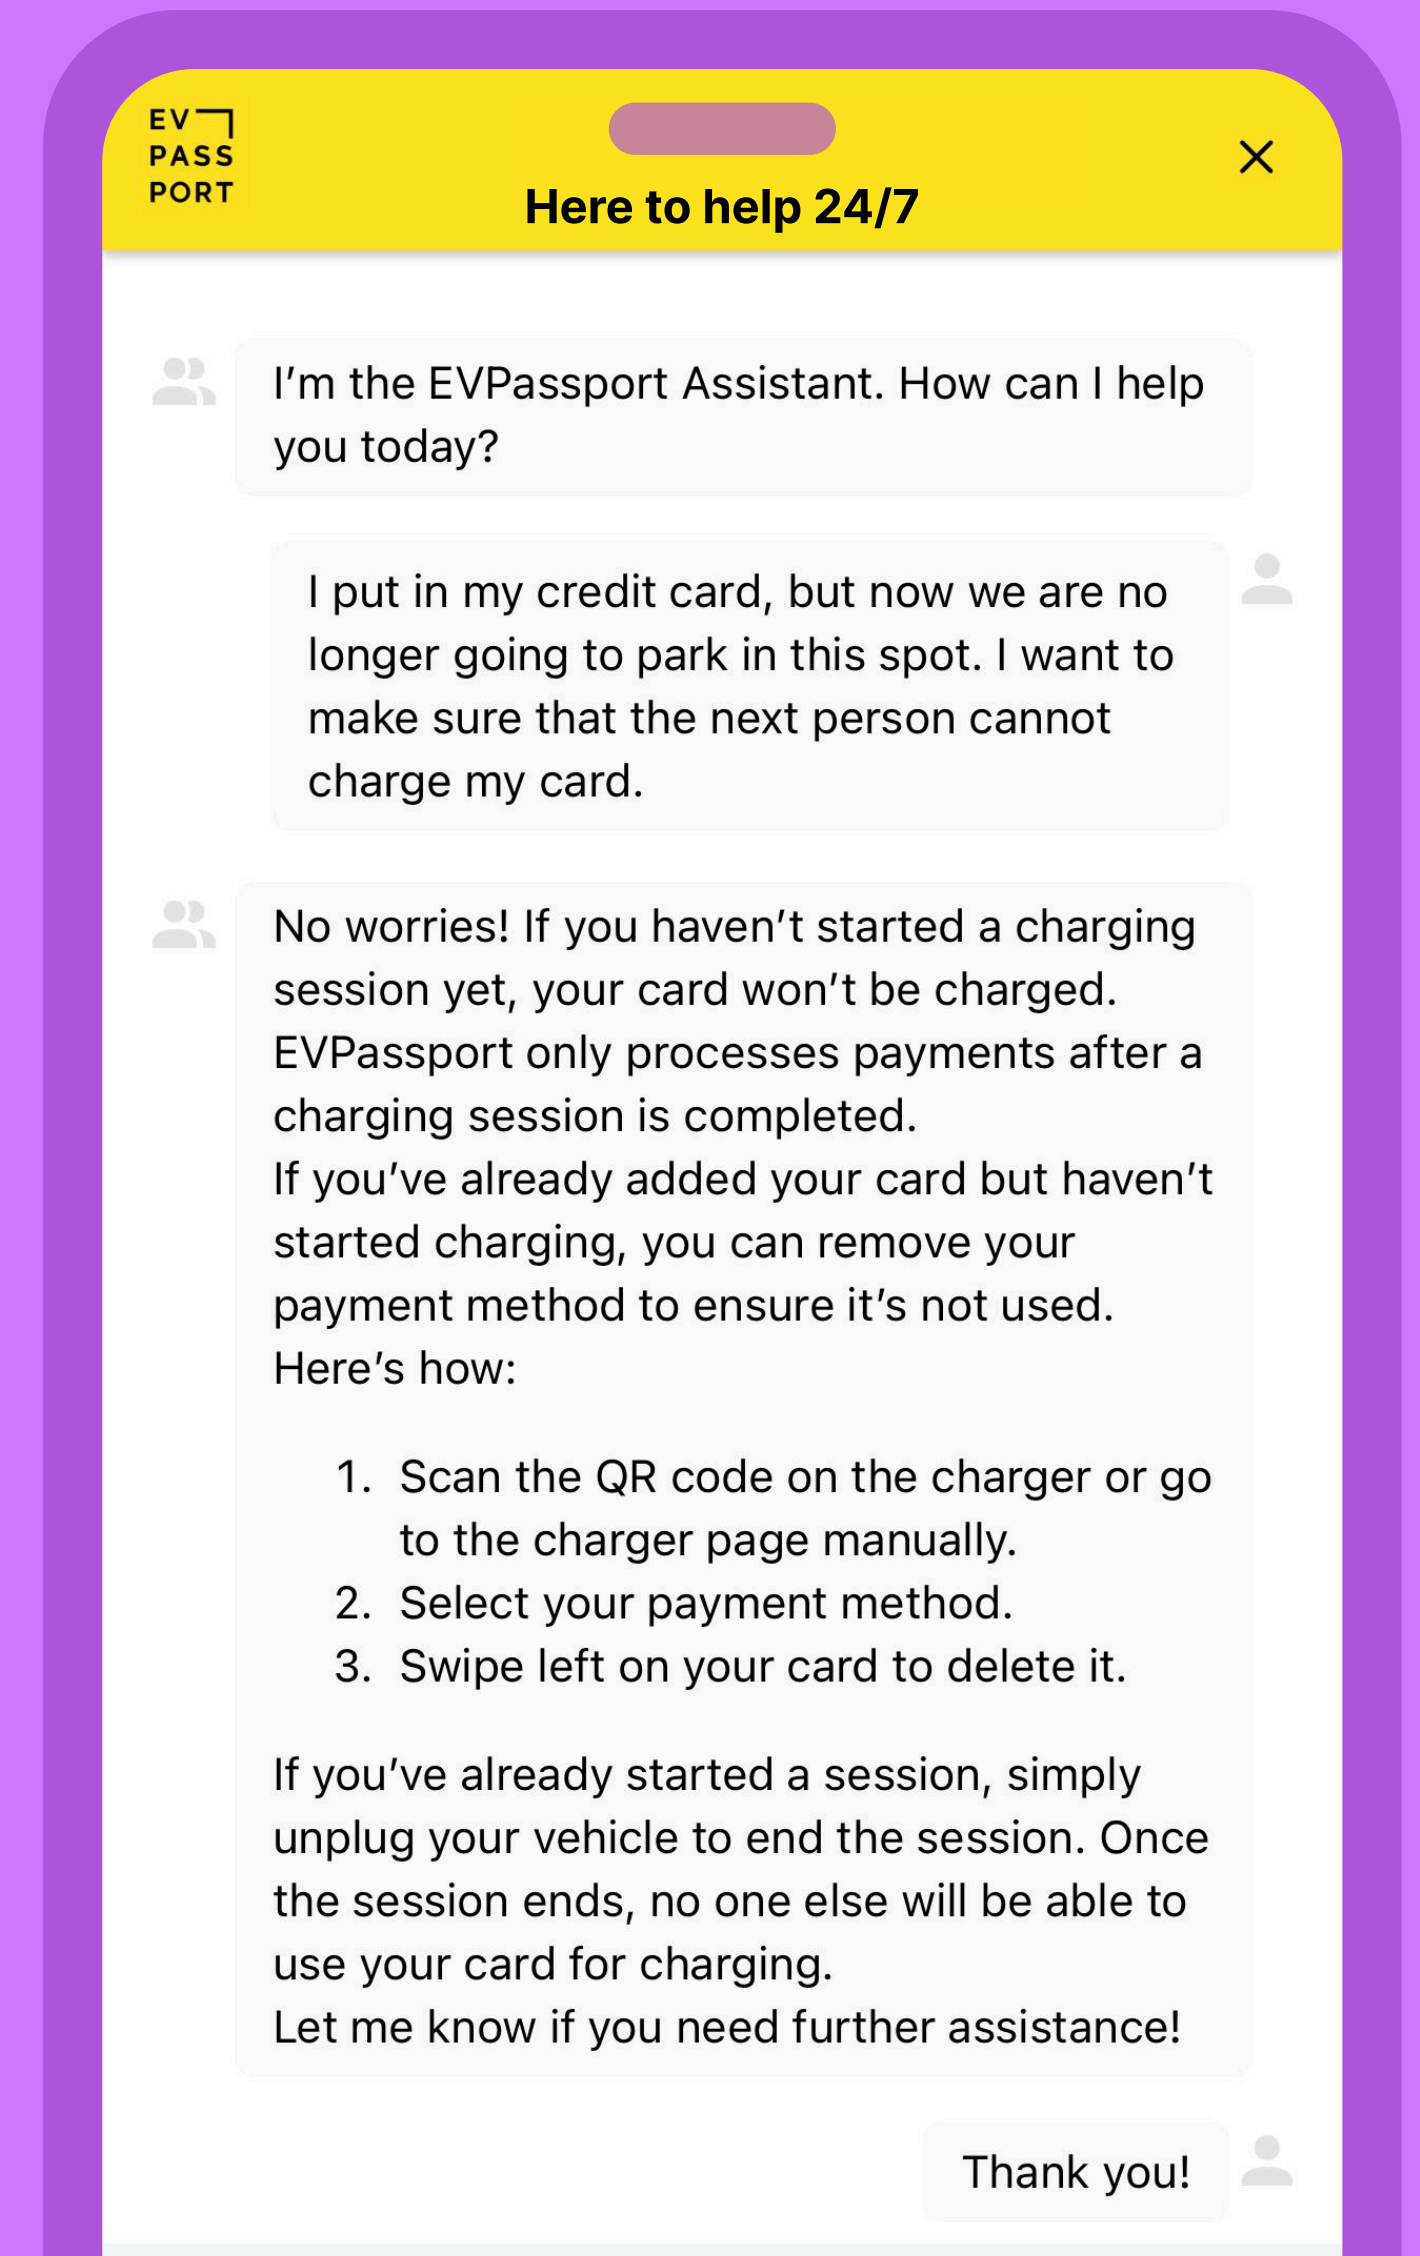 EV
PASS
PORT
Here to help 24/7
I’m the EVPassport Assistant. How can I help
you today?
I put in my credit card, but now we are no
longer going to park in this spot. I want to
make sure that the next person cannot
charge my card.
No worries! If you haven’t started a charging
session yet, your card won’t be charged.
EVPassport only processes payments after a
charging session is completed.
If you’ve already added your card but haven’t
started charging, you can remove your
payment method to ensure it’s not used.
Here’s how:
1. Scan the QR code on the charger or go
to the charger page manually.
2. Select your payment method.
3. Swipe left on your card to delete it.
If you’ve already started a session, simply
unplug your vehicle to end the session. Once
the session ends, no one else will be able to
use your card for charging.
Let me know if you need further assistance!
Thank you!